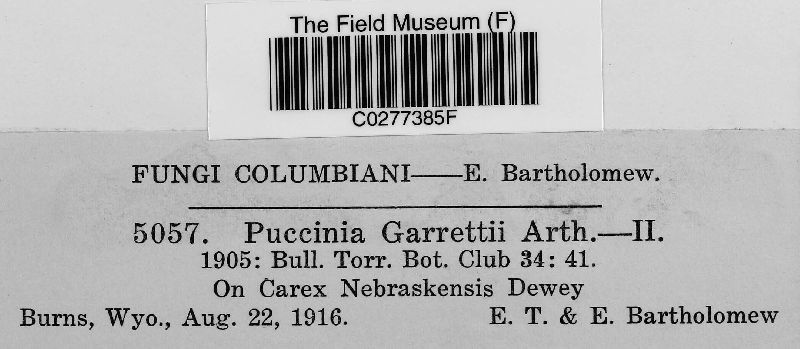 The Field Museum (F)
C0277385F
FUNGI COLUMBIANI——E. Bartholomew.
5057. Puccinia Garrettii Arth.—II.
1905: Bull. Torr. Bot. Club 34: 41.
On Carex Nebraskensis Dewey
Burns, Wyo., Aug. 22, 1916. E. T. & E. Bartholomew